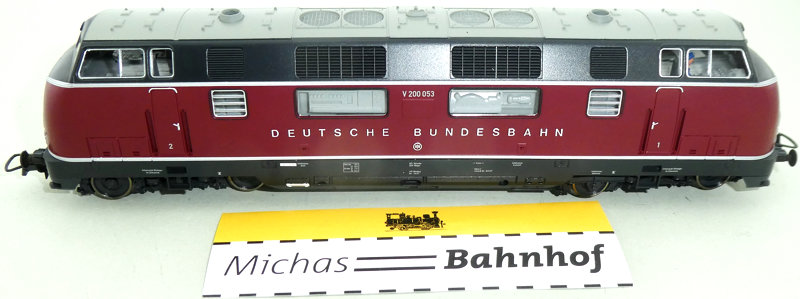 V 200 053
DEUTSCHE BUNDESBAHN
2
1
Michas Bahnhof